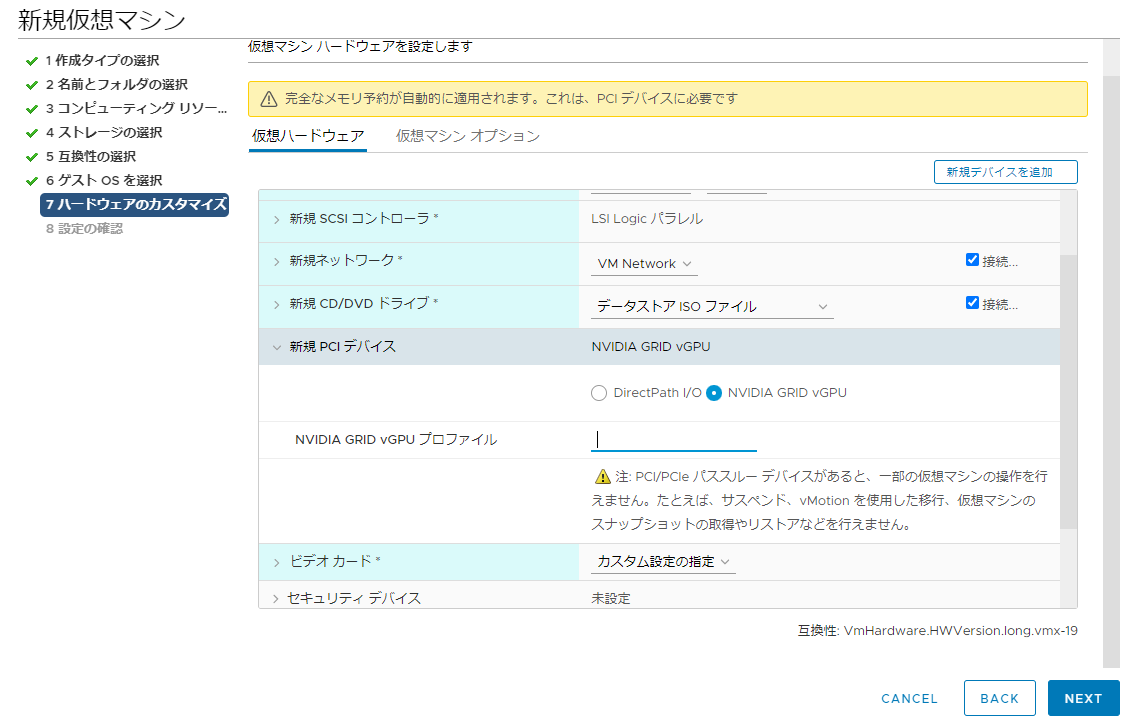 新規仮想マシン
1 作成タイプの選択
2 名前とフォルダの選択
3 コンピューティング リソー...
4 ストレージの選択
5 互換性の選択
6 ゲスト OS を選択
7 ハードウェアのカスタマイズ
8 設定の確認
仮想マシン ハードウェアを設定します
完全なメモリ予約が自動的に適用されます。これは、PCI デバイスに必要です
仮想ハードウェア 仮想マシン オプション
新規デバイスを追加
新規 SCSI コントローラ * LSI Logic パラレル
新規ネットワーク * VM Network 接続...
新規 CD/DVD ドライブ * データストア ISO ファイル 接続...
新規 PCI デバイス NVIDIA GRID vGPU
DirectPath I/O NVIDIA GRID vGPU
NVIDIA GRID vGPU プロファイル
注: PCI/PCIe パススルー デバイスがあると、一部の仮想マシンの操作を行
えません。たとえば、サスペンド、vMotion を使用した移行、仮想マシンの
スナップショットの取得やリストアなどを行えません。
ビデオ カード * カスタム設定の指定
セキュリティ デバイス 未設定
互換性: VmHardware.HWVersion.long.vmx-19
CANCEL BACK NEXT